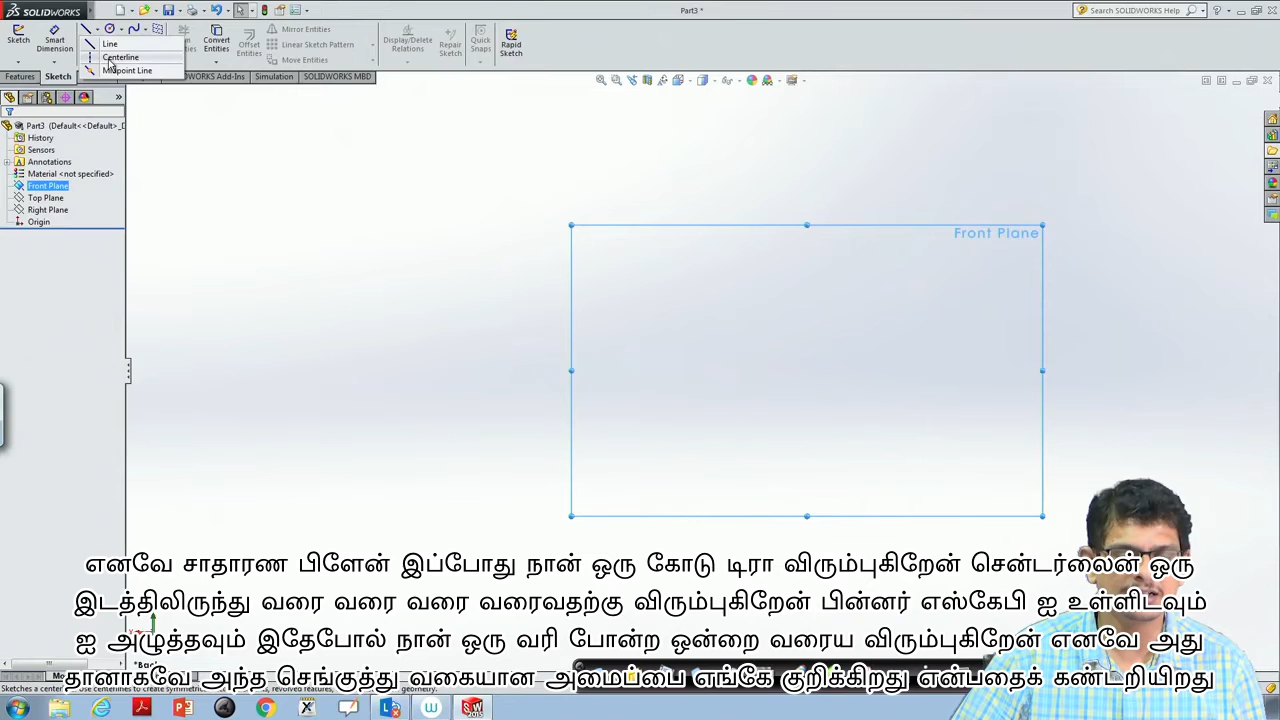 SOLIDWORKS
Part3 *
Search SOLIDWORKS Help
Sketch
Smart Dimension
Line
Centerline
Midpoint Line
Convert Entities
Offset Entities
Mirror Entities
Linear Sketch Pattern
Move Entities
Display/Delete Relations
Repair Sketch
Quick Snaps
Rapid Sketch
Features
Sketch
WORKS Add-Ins
Simulation
SOLIDWORKS MBD
Part3 (Default<<Default>_D
History
Sensors
Annotations
Material <not specified>
Front Plane
Top Plane
Right Plane
Origin
Front Plane
எனவே சாதாரண பிளேன் இப்போது நான் ஒரு கோடு டிரா விரும்புகிறேன் சென்டர்லைன் ஒரு
இடத்திலிருந்து வரை வரை வரை வரைவதற்கு விரும்புகிறேன் பின்னர் எஸ்கேபி ஐ உள்ளிடவும்
ஐ அழுத்தவும் இதேபோல் நான் ஒரு வரி போன்ற ஒன்றை வரைய விரும்புகிறேன் எனவே அது
தானாகவே அந்த செங்குத்து வகையான அமைப்பை எங்கே குறிக்கிறது என்பதைக் கண்டறியிறது